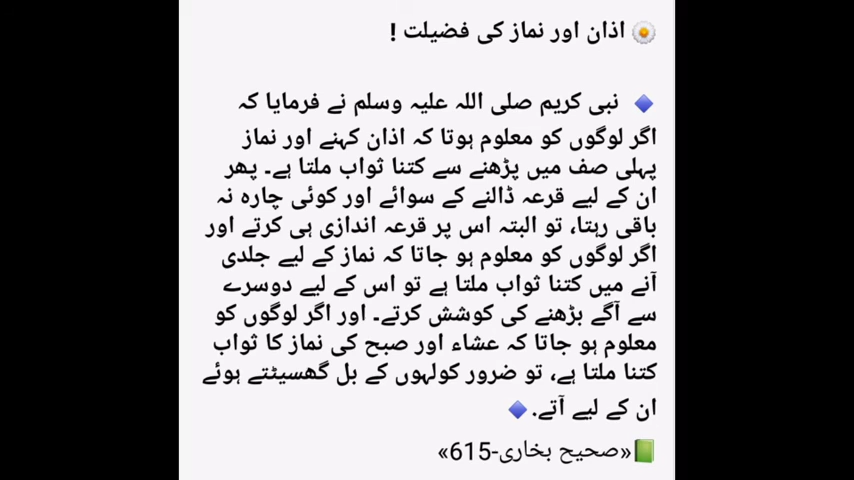 🌼 اذان اور نماز کی فضیلت !
🔹 نبی کریم صلی اللہ علیہ وسلم نے فرمایا کہ
اگر لوگوں کو معلوم ہوتا کہ اذان کہنے اور نماز
پہلی صف میں پڑھنے سے کتنا ثواب ملتا ہے۔ پھر
ان کے لیے قرعہ ڈالنے کے سوائے اور کوئی چارہ نہ
باقی رہتا، تو البتہ اس پر قرعہ اندازی ہی کرتے اور
اگر لوگوں کو معلوم ہو جاتا کہ نماز کے لیے جلدی
آنے میں کتنا ثواب ملتا ہے تو اس کے لیے دوسرے
سے آگے بڑھنے کی کوشش کرتے۔ اور اگر لوگوں کو
معلوم ہو جاتا کہ عشاء اور صبح کی نماز کا ثواب
کتنا ملتا ہے، تو ضرور کولہوں کے بل گھسیٹتے ہوئے
ان کے لیے آتے.🔹
📗«صحیح بخاری-615»